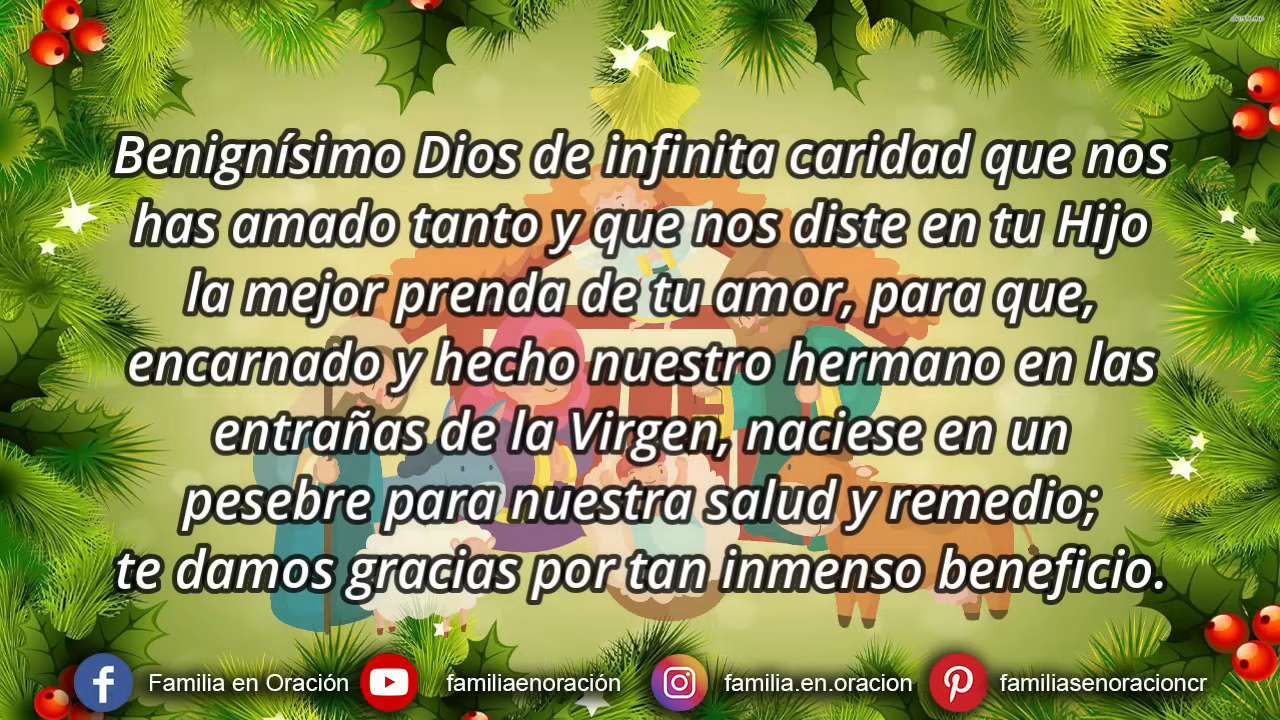 Benignísimo Dios de infinita caridad que nos
has amado tanto y que nos diste en tu Hijo
la mejor prenda de tu amor, para que,
encarnado y hecho nuestro hermano en las
entrañas de la Virgen, naciese en un
pesebre para nuestra salud y remedio;
te damos gracias por tan inmenso beneficio.
Familia en Oración familiaenoración familia.en.oracion familiasenoracioncr